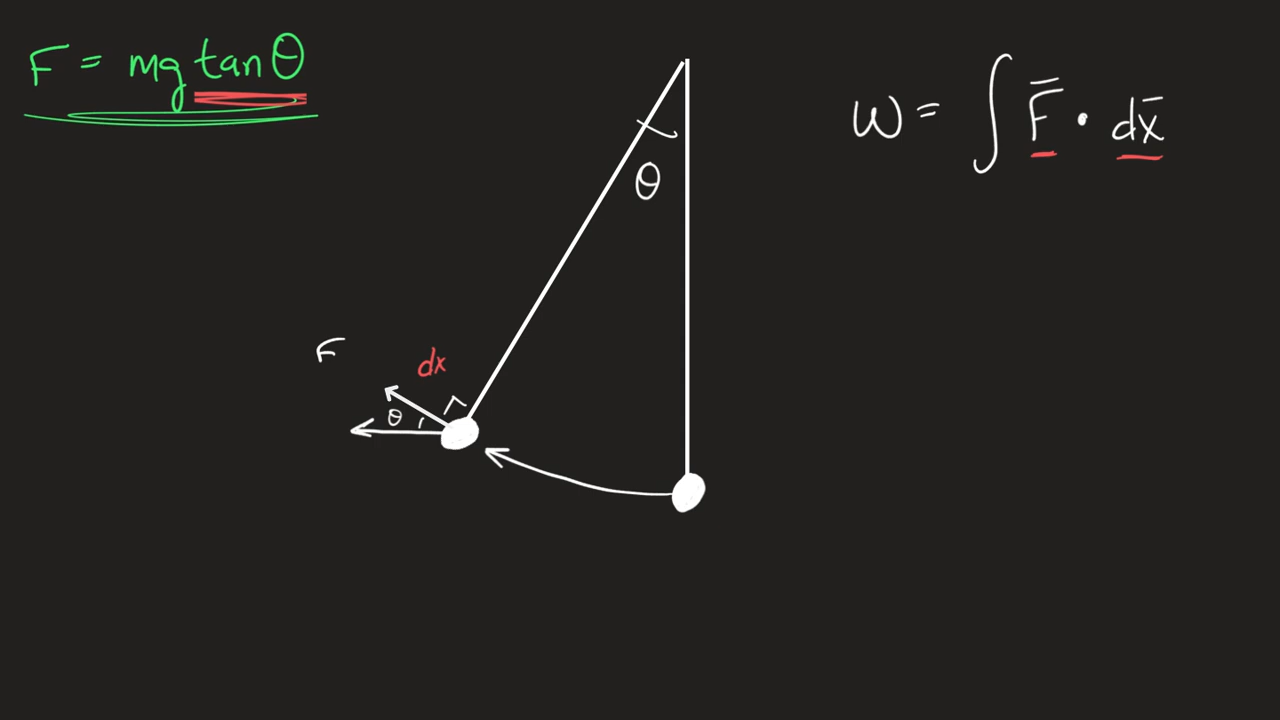 F = mg tanθ
W = ∫ F̄ · dx̄
θ
F
dx
θ